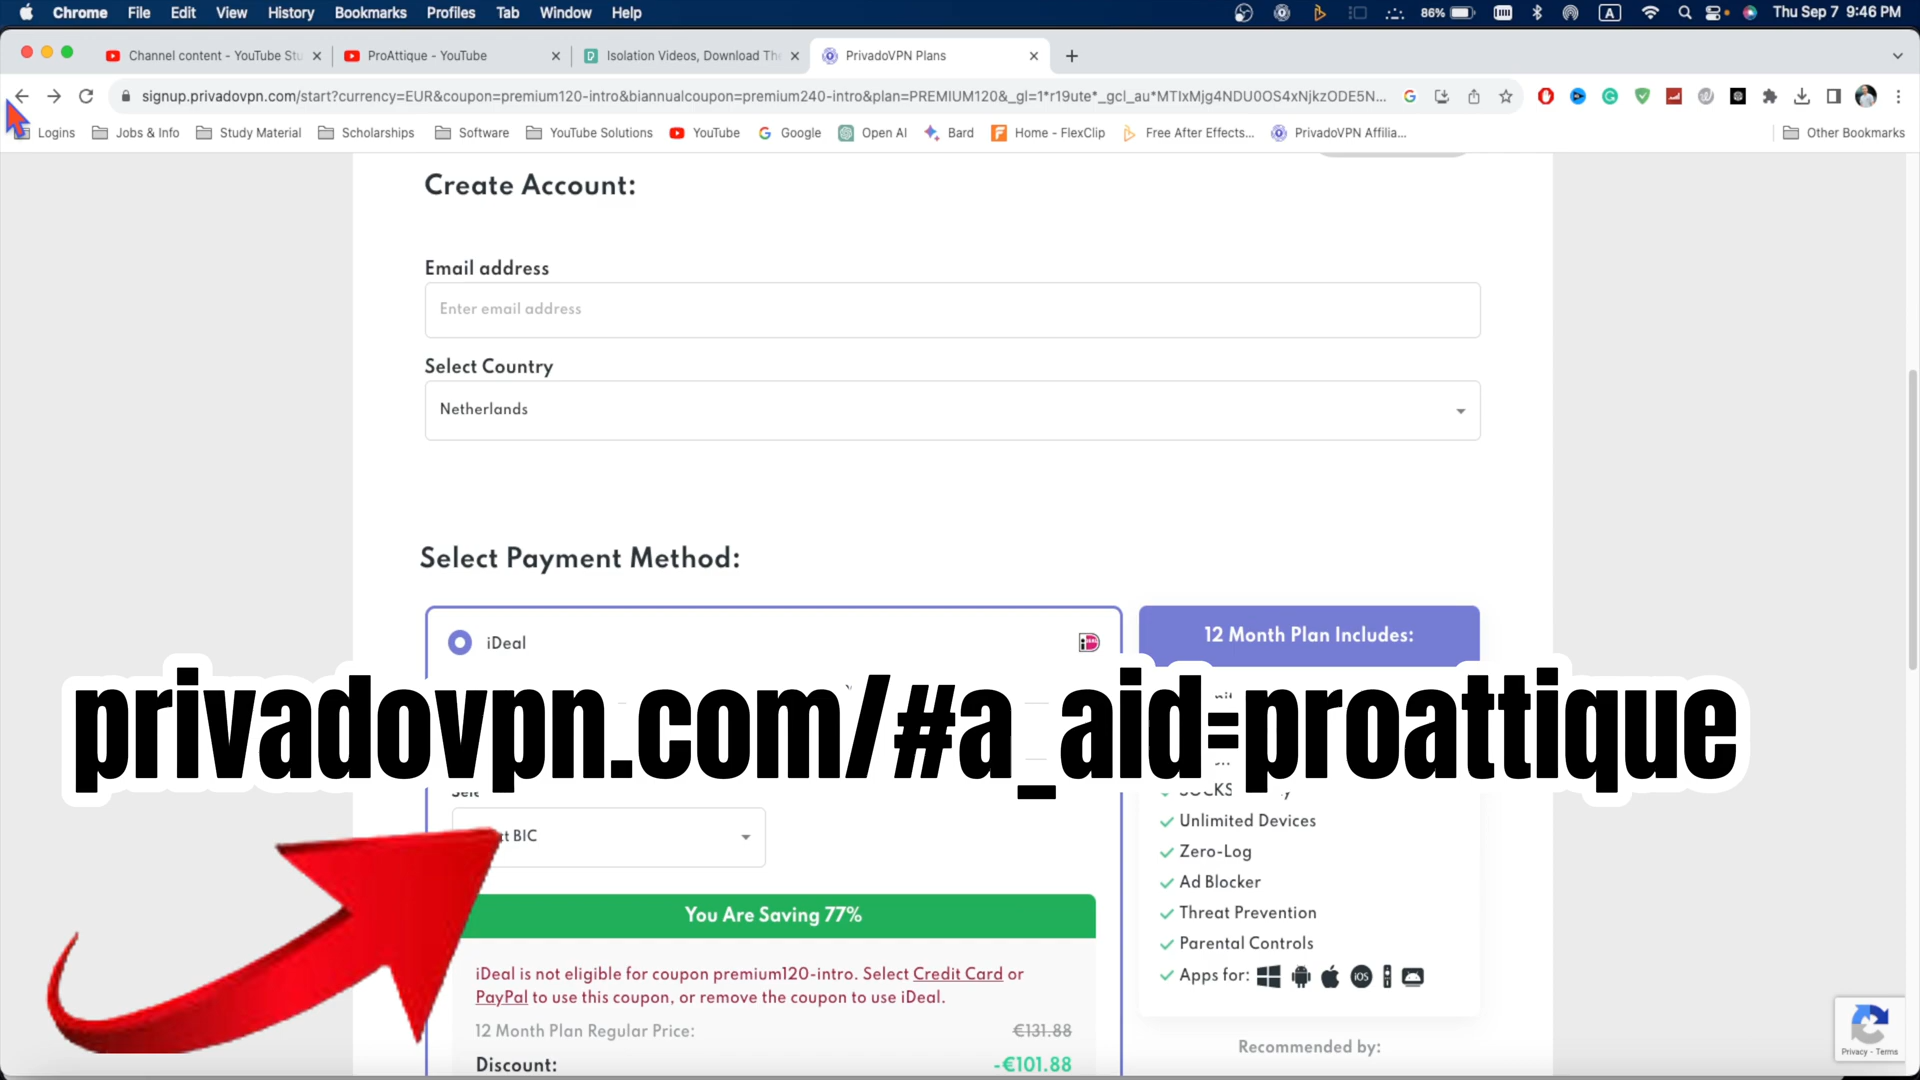 Chrome File Edit View History Bookmarks Profiles Tab Window Help 86% A Thu Sep 7 9:46 PM
Channel content - YouTube Stu ProAttique - YouTube Isolation Videos, Download The PrivadoVPN Plans
signup.privadovpn.com/start?currency=EUR&coupon=premium120-intro&biannualcoupon=premium240-intro&plan=PREMIUM120&_gl=1*r19ute*_gcl_au*MTIxMjg4NDU0OS4xNjkzODE5N...
Logins Jobs & Info Study Material Scholarships Software YouTube Solutions YouTube Google Open AI Bard Home - FlexClip Free After Effects... PrivadoVPN Affilia... Other Bookmarks
Create Account:
Email address
Enter email address
Select Country
Netherlands
Select Payment Method:
iDeal
12 Month Plan Includes:
privadovpn.com/#a_aid=proattique
BIC
Unlimited Devices
Zero-Log
Ad Blocker
Threat Prevention
Parental Controls
Apps for: iOS
You Are Saving 77%
iDeal is not eligible for coupon premium120-intro. Select Credit Card or
PayPal to use this coupon, or remove the coupon to use iDeal.
12 Month Plan Regular Price: €131.88
Discount: -€101.88
Recommended by:
Privacy - Terms